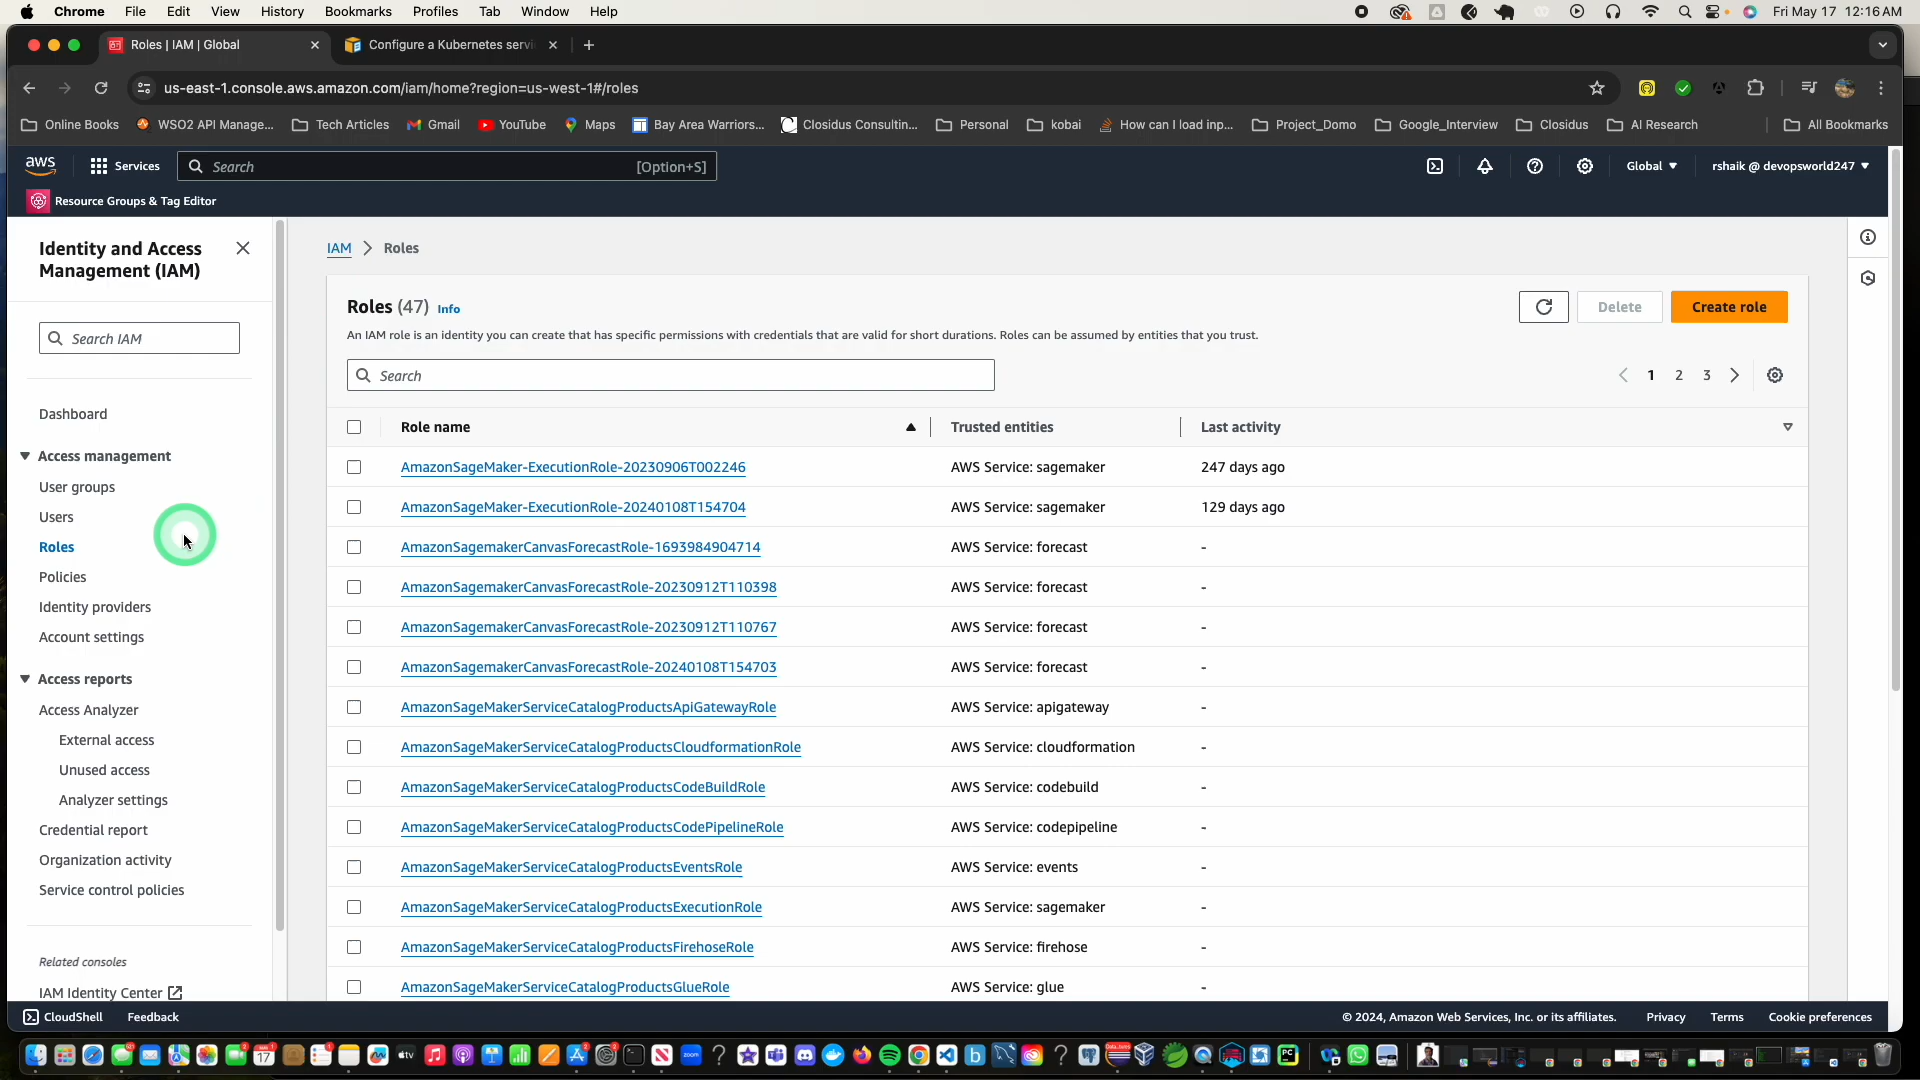 Chrome File Edit View History Bookmarks Profiles Tab Window Help Fri May 17 12:16 AM
Roles | IAM | Global Configure a Kubernetes servi
us-east-1.console.aws.amazon.com/iam/home?region=us-west-1#/roles
Online Books WSO2 API Manage... Tech Articles Gmail YouTube Maps Bay Area Warriors... Closidus Consultin... Personal kobai How can I load inp... Project_Domo Google_Interview Closidus AI Research All Bookmarks
aws Services Search [Option+S] Global rshaik @ devopsworld247
Resource Groups & Tag Editor
Identity and Access
Management (IAM)
Search IAM
Dashboard
Access management
User groups
Users
Roles
Policies
Identity providers
Account settings
Access reports
Access Analyzer
External access
Unused access
Analyzer settings
Credential report
Organization activity
Service control policies
Related consoles
IAM Identity Center
IAM > Roles
Roles (47) Info
Delete Create role
An IAM role is an identity you can create that has specific permissions with credentials that are valid for short durations. Roles can be assumed by entities that you trust.
Search
1 2 3
Role name Trusted entities Last activity
AmazonSageMaker-ExecutionRole-20230906T002246 AWS Service: sagemaker 247 days ago
AmazonSageMaker-ExecutionRole-20240108T154704 AWS Service: sagemaker 129 days ago
AmazonSagemakerCanvasForecastRole-1693984904714 AWS Service: forecast -
AmazonSagemakerCanvasForecastRole-20230912T110398 AWS Service: forecast -
AmazonSagemakerCanvasForecastRole-20230912T110767 AWS Service: forecast -
AmazonSagemakerCanvasForecastRole-20240108T154703 AWS Service: forecast -
AmazonSageMakerServiceCatalogProductsApiGatewayRole AWS Service: apigateway -
AmazonSageMakerServiceCatalogProductsCloudformationRole AWS Service: cloudformation -
AmazonSageMakerServiceCatalogProductsCodeBuildRole AWS Service: codebuild -
AmazonSageMakerServiceCatalogProductsCodePipelineRole AWS Service: codepipeline -
AmazonSageMakerServiceCatalogProductsEventsRole AWS Service: events -
AmazonSageMakerServiceCatalogProductsExecutionRole AWS Service: sagemaker -
AmazonSageMakerServiceCatalogProductsFirehoseRole AWS Service: firehose -
AmazonSageMakerServiceCatalogProductsGlueRole AWS Service: glue -
CloudShell Feedback © 2024, Amazon Web Services, Inc. or its affiliates. Privacy Terms Cookie preferences